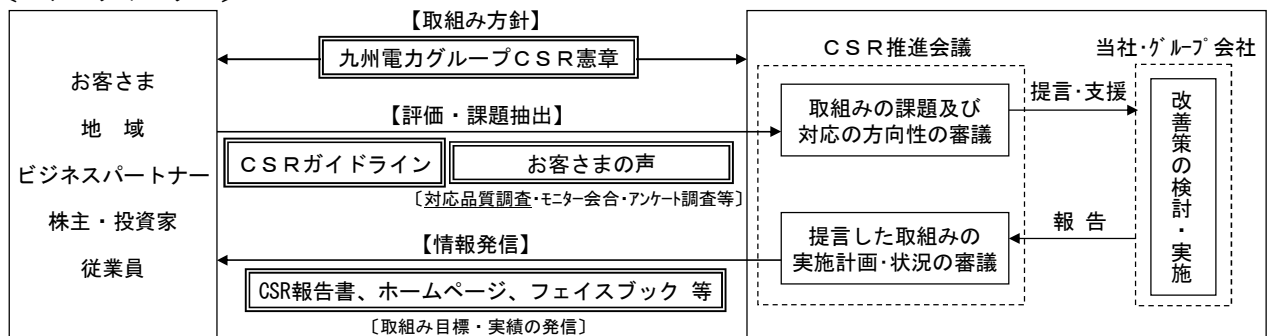 【取組み方針】
九州電力グループCSR憲章
お客さま
地　域
ビジネスパートナー
株主・投資家
従業員
【評価・課題抽出】
CSRガイドライン
お客さまの声
〔対応品質調査・モニター会合・アンケート調査等〕
【情報発信】
CSR報告書、ホームページ、フェイスブック 等
〔取組み目標・実績の発信〕
CSR推進会議
取組みの課題及び
対応の方向性の審議
提言した取組みの
実施計画・状況の審議
提言・支援
報 告
当社・グループ会社
改善策の検討・実施